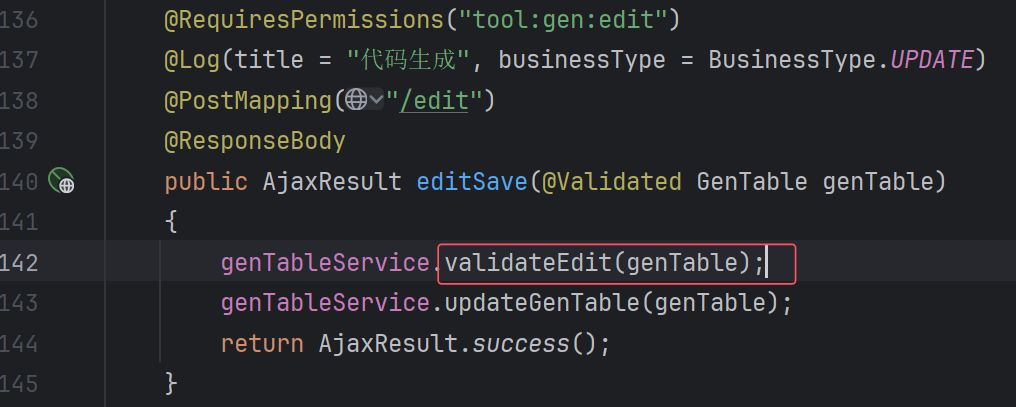 136 @RequiresPermissions("tool:gen:edit")
137 @Log(title = "代码生成", businessType = BusinessType.UPDATE)
138 @PostMapping("/edit")
139 @ResponseBody
140 public AjaxResult editSave(@Validated GenTable genTable)
141 {
142 genTableService.validateEdit(genTable);
143 genTableService.updateGenTable(genTable);
144 return AjaxResult.success();
145 }